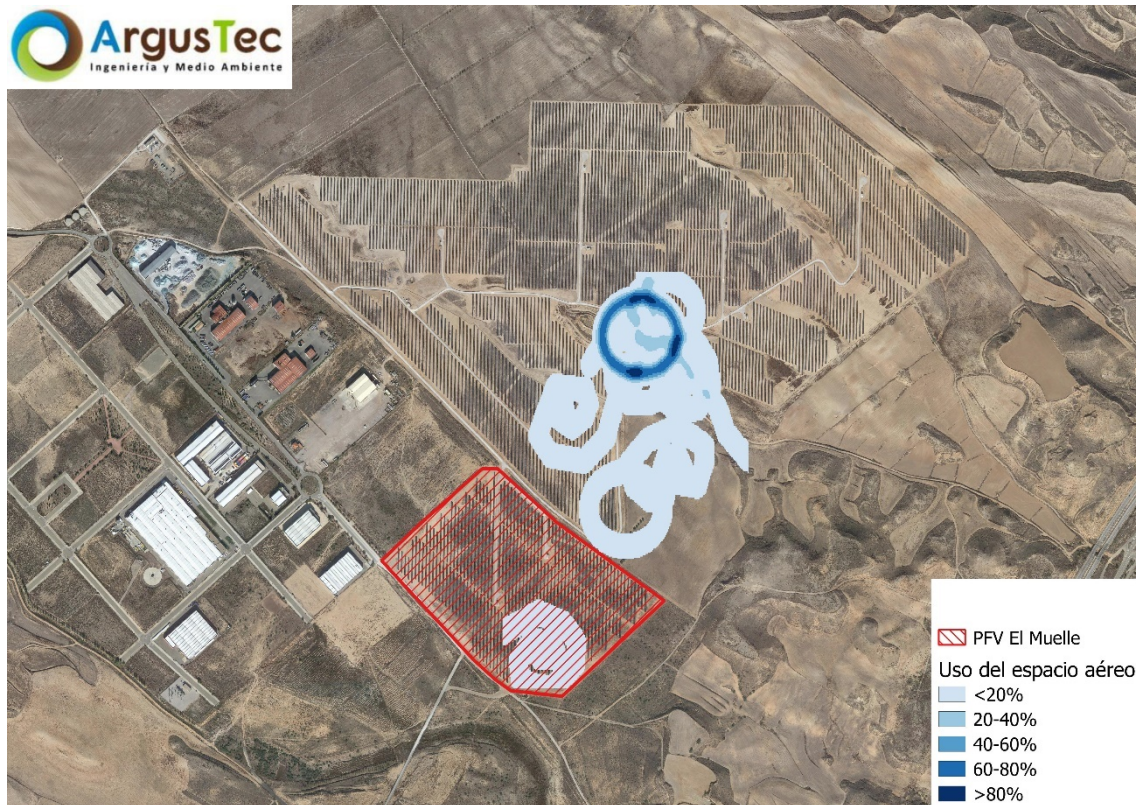 ArgusTec
Ingeniería y Medio Ambiente
PFV El Muelle
Uso del espacio aéreo
<20%
20-40%
40-60%
60-80%
>80%